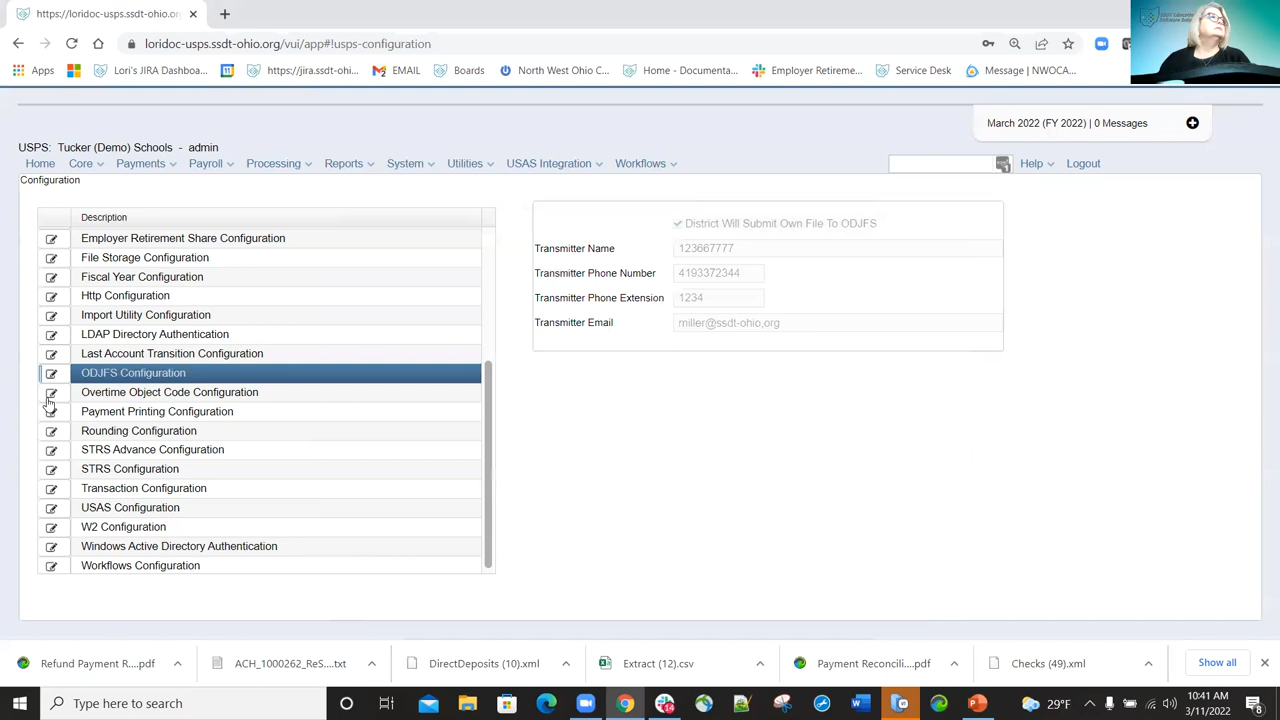 https://loridoc-usps.ssdt-ohio.o
loridoc-usps.ssdt-ohio.org/vui/app#!usps-configuration
Apps
Lori's JIRA Dashboa...
https://jira.ssdt-ohi...
EMAIL
Boards
North West Ohio C...
Home - Documenta...
Employer Retireme...
Service Desk
Message | NWOCA...
March 2022 (FY 2022) | 0 Messages
USPS: Tucker (Demo) Schools - admin
Home Core Payments Payroll Processing Reports System Utilities USAS Integration Workflows Help Logout
Configuration
Description
Employer Retirement Share Configuration
File Storage Configuration
Fiscal Year Configuration
Http Configuration
Import Utility Configuration
LDAP Directory Authentication
Last Account Transition Configuration
ODJFS Configuration
Overtime Object Code Configuration
Payment Printing Configuration
Rounding Configuration
STRS Advance Configuration
STRS Configuration
Transaction Configuration
USAS Configuration
W2 Configuration
Windows Active Directory Authentication
Workflows Configuration
District Will Submit Own File To ODJFS
Transmitter Name 123667777
Transmitter Phone Number 4193372344
Transmitter Phone Extension 1234
Transmitter Email miller@ssdt-ohio,org
Refund Payment R....pdf
ACH_1000262_ReS....txt
DirectDeposits (10).xml
Extract (12).csv
Payment Reconcili....pdf
Checks (49).xml
Show all
Type here to search
14
29°F
10:41 AM
3/11/2022
8